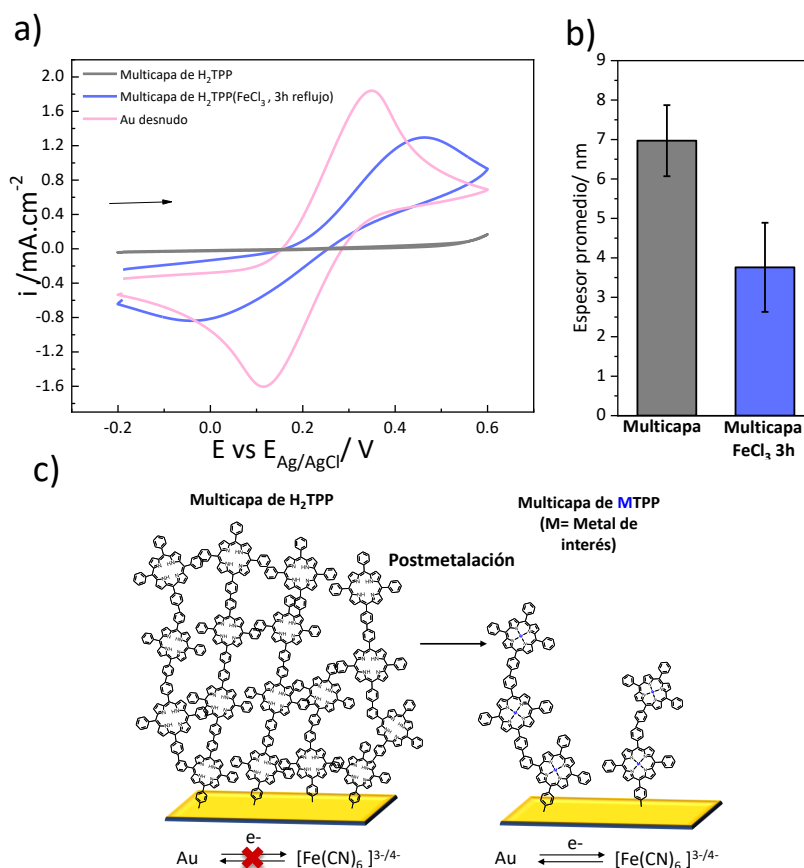 a)
Multicapa de H2TPP
Multicapa de H2TPP(FeCl3 , 3h reflujo)
Au desnudo
2.0
1.6
1.2
0.8
0.4
0.0
-0.4
-0.8
-1.2
-1.6
i /mA.cm-2
-0.2 0.0 0.2 0.4 0.6
E vs EAg/AgCl/ V
b)
9
8
7
6
5
4
3
2
1
0
Espesor promedio/ nm
Multicapa Multicapa
FeCl3 3h
c)
Multicapa de H2TPP
Multicapa de MTPP
(M= Metal de
interés)
Postmetalación
e-
Au [Fe(CN)6 ]3-/4-
e-
Au [Fe(CN)6 ]3-/4-